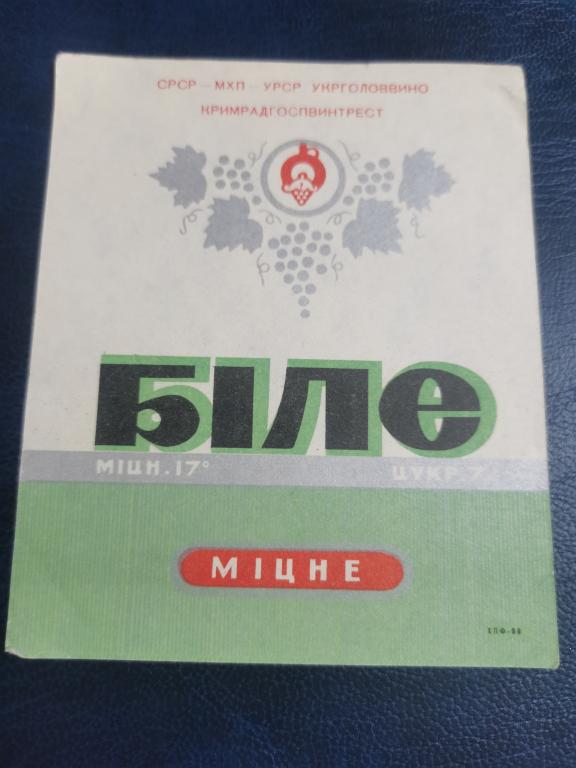 СРСР — МХП — УРСР УКРГОЛОВВИНО
КРИМРАДГОСПВИНТРЕСТ
БІЛЕ
МІЦН. 17° ЦУКР. 7
МІЦНЕ